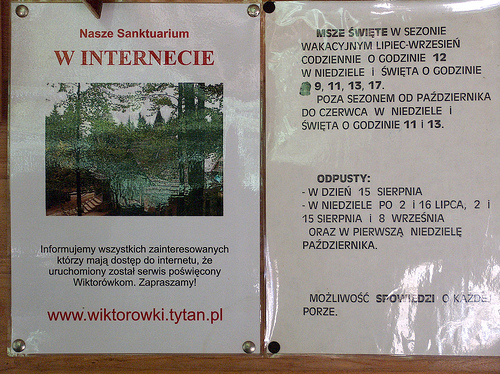 Nasze Sanktuarium
W INTERNECIE
Informujemy wszystkich zainteresowanych
którzy mają dostęp do internetu, że
uruchomiony został serwis poświęcony
Wiktorówkom. Zapraszamy!
www.wiktorowki.tytan.pl
MSZE ŚWIĘTE W SEZONIE
WAKACYJNYM LIPIEC-WRZESIEŃ
CODZIENNIE O GODZINIE 12
W NIEDZIELE I ŚWIĘTA O GODZINIE
9, 11, 13, 17.
POZA SEZONEM OD PAŹDZIERNIKA
DO CZERWCA W NIEDZIELE I
ŚWIĘTA O GODZINIE 11 I 13.
ODPUSTY:
- W DZIEŃ 15 SIERPNIA
- W NIEDZIELE PO 2 I 16 LIPCA, 2 I
15 SIERPNIA I 8 WRZEŚNIA
ORAZ W PIERWSZĄ NIEDZIELĘ
PAŹDZIERNIKA.
MOŻLIWOŚĆ SPOWIEDZI O KAŻDEJ
PORZE.